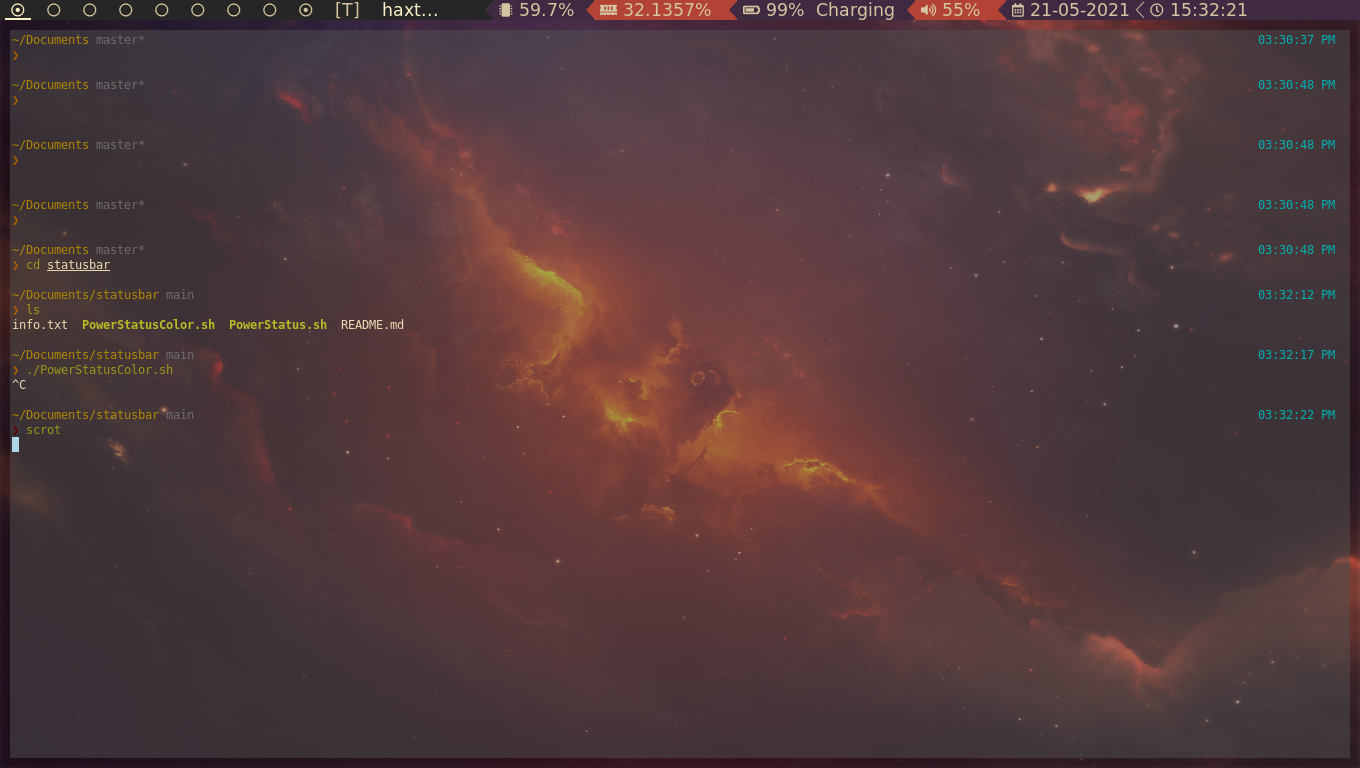 [T] haxt... 59.7% 32.1357% 99% Charging 55% 21-05-2021 15:32:21
~/Documents master* 03:30:37 PM
❯
~/Documents master* 03:30:48 PM
❯
~/Documents master* 03:30:48 PM
❯
~/Documents master* 03:30:48 PM
❯
~/Documents master* 03:30:48 PM
❯ cd statusbar
~/Documents/statusbar main 03:32:12 PM
❯ ls
info.txt PowerStatusColor.sh PowerStatus.sh README.md
~/Documents/statusbar main 03:32:17 PM
❯ ./PowerStatusColor.sh
^C
~/Documents/statusbar main 03:32:22 PM
❯ scrot